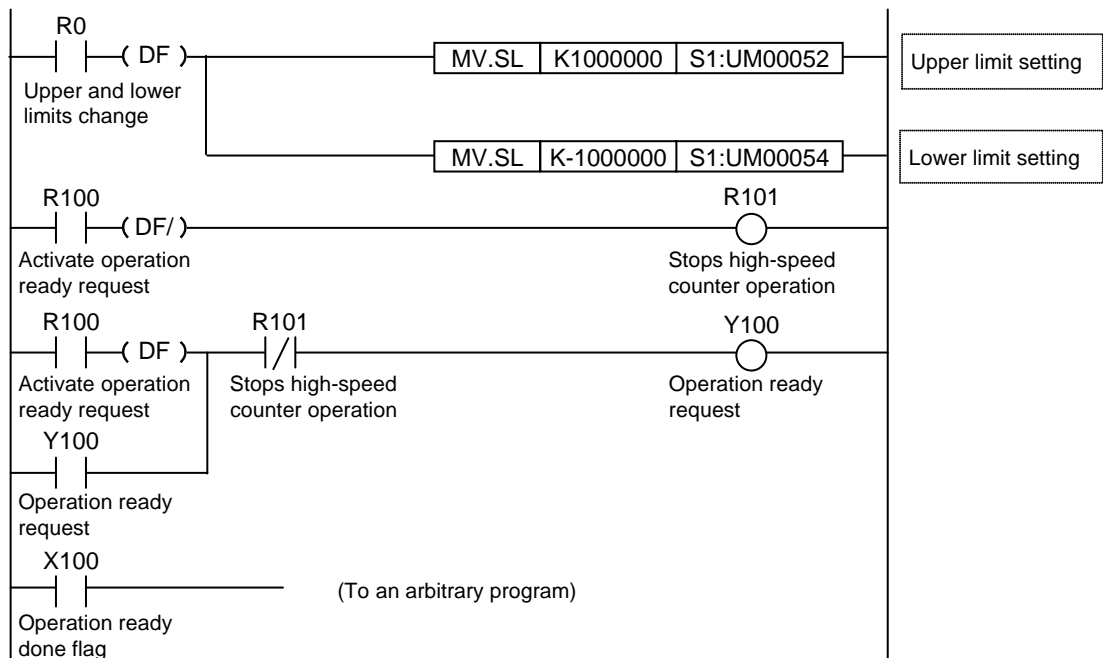 R0
( DF )
MV.SL K1000000 S1:UM00052
Upper limit setting
Upper and lower
limits change
MV.SL K-1000000 S1:UM00054
Lower limit setting
R100
R101
( DF/ )
Activate operation
ready request
Stops high-speed
counter operation
R100
R101
Y100
( DF )
Activate operation
ready request
Stops high-speed
counter operation
Operation ready
request
Y100
Operation ready
request
X100
(To an arbitrary program)
Operation ready
done flag